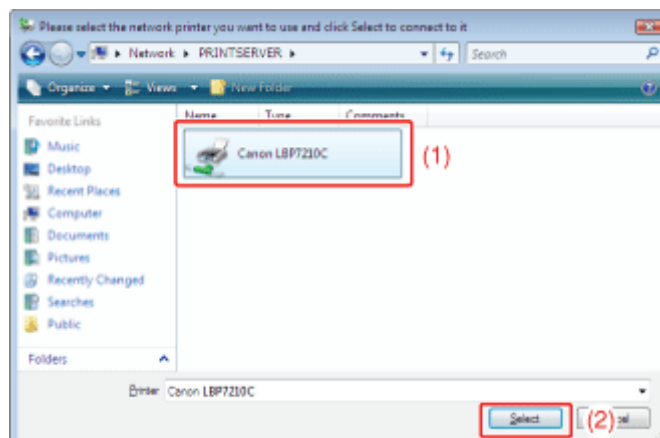 Please select the network printer you want to use and click Select to connect to it
Network ▸ PRINTSERVER ▸
Search
Organize
Views
New Folder
Favorite Links
Music
Desktop
Recent Places
Computer
Documents
Pictures
Recently Changed
Searches
Public
Folders
Name Type Comments
Canon LBP7210C
(1)
Printer Canon LBP7210C
Select
(2)